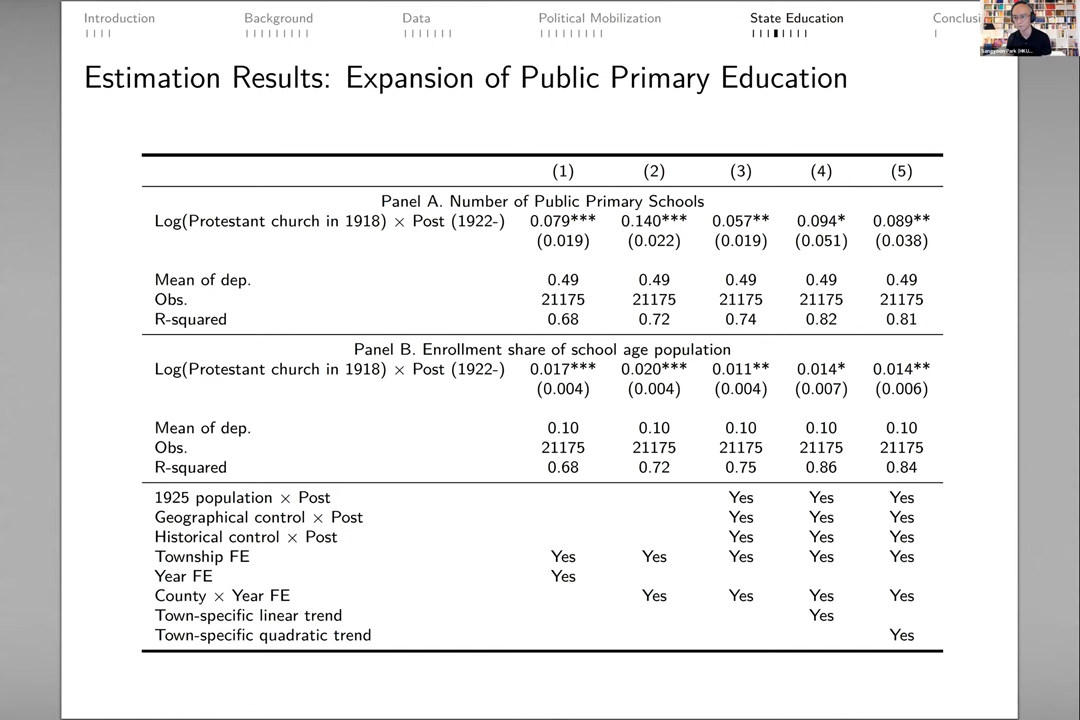 Introduction Background Data Political Mobilization State Education Conclusi
Sangyoon Park (HKU...
Estimation Results: Expansion of Public Primary Education
(1) (2) (3) (4) (5)
Panel A. Number of Public Primary Schools
Log(Protestant church in 1918) × Post (1922-) 0.079*** 0.140*** 0.057** 0.094* 0.089**
(0.019) (0.022) (0.019) (0.051) (0.038)
Mean of dep. 0.49 0.49 0.49 0.49 0.49
Obs. 21175 21175 21175 21175 21175
R-squared 0.68 0.72 0.74 0.82 0.81
Panel B. Enrollment share of school age population
Log(Protestant church in 1918) × Post (1922-) 0.017*** 0.020*** 0.011** 0.014* 0.014**
(0.004) (0.004) (0.004) (0.007) (0.006)
Mean of dep. 0.10 0.10 0.10 0.10 0.10
Obs. 21175 21175 21175 21175 21175
R-squared 0.68 0.72 0.75 0.86 0.84
1925 population × Post Yes Yes Yes
Geographical control × Post Yes Yes Yes
Historical control × Post Yes Yes Yes
Township FE Yes Yes Yes Yes Yes
Year FE Yes
County × Year FE Yes Yes Yes Yes
Town-specific linear trend Yes
Town-specific quadratic trend Yes